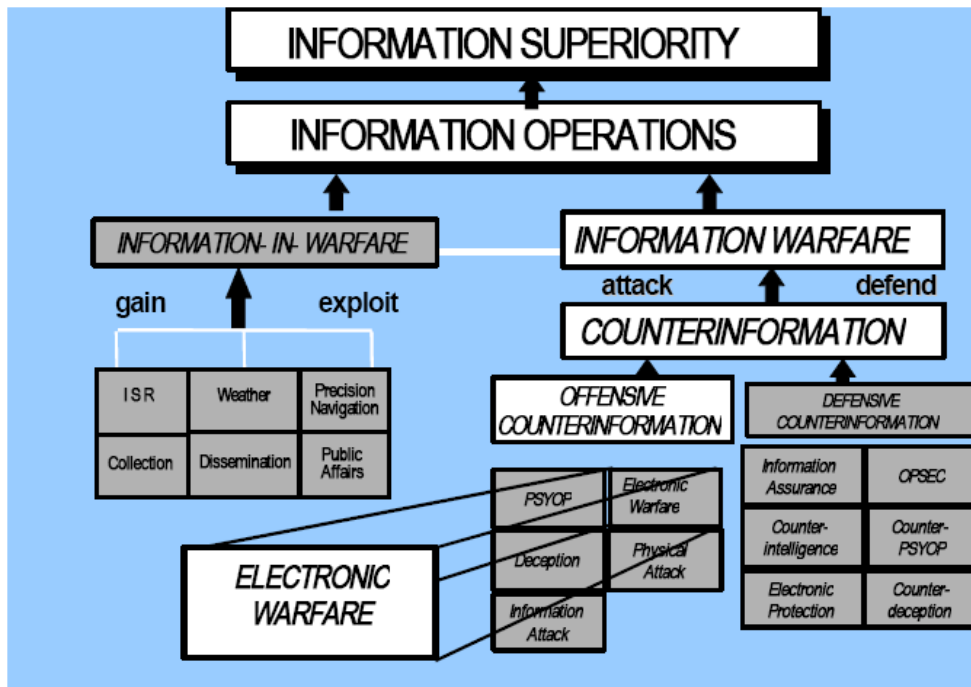 INFORMATION SUPERIORITY
INFORMATION OPERATIONS
INFORMATION- IN- WARFARE
INFORMATION WARFARE
gain
exploit
attack
defend
COUNTERINFORMATION
ISR
Weather
Precision
Navigation
Collection
Dissemination
Public
Affairs
OFFENSIVE
COUNTERINFORMATION
DEFENSIVE
COUNTERINFORMATION
PSYOP
Electronic
Warfare
Deception
Physical
Attack
Information
Attack
Information
Assurance
OPSEC
Counter-
intelligence
Counter-
PSYOP
Electronic
Protection
Counter-
deception
ELECTRONIC
WARFARE